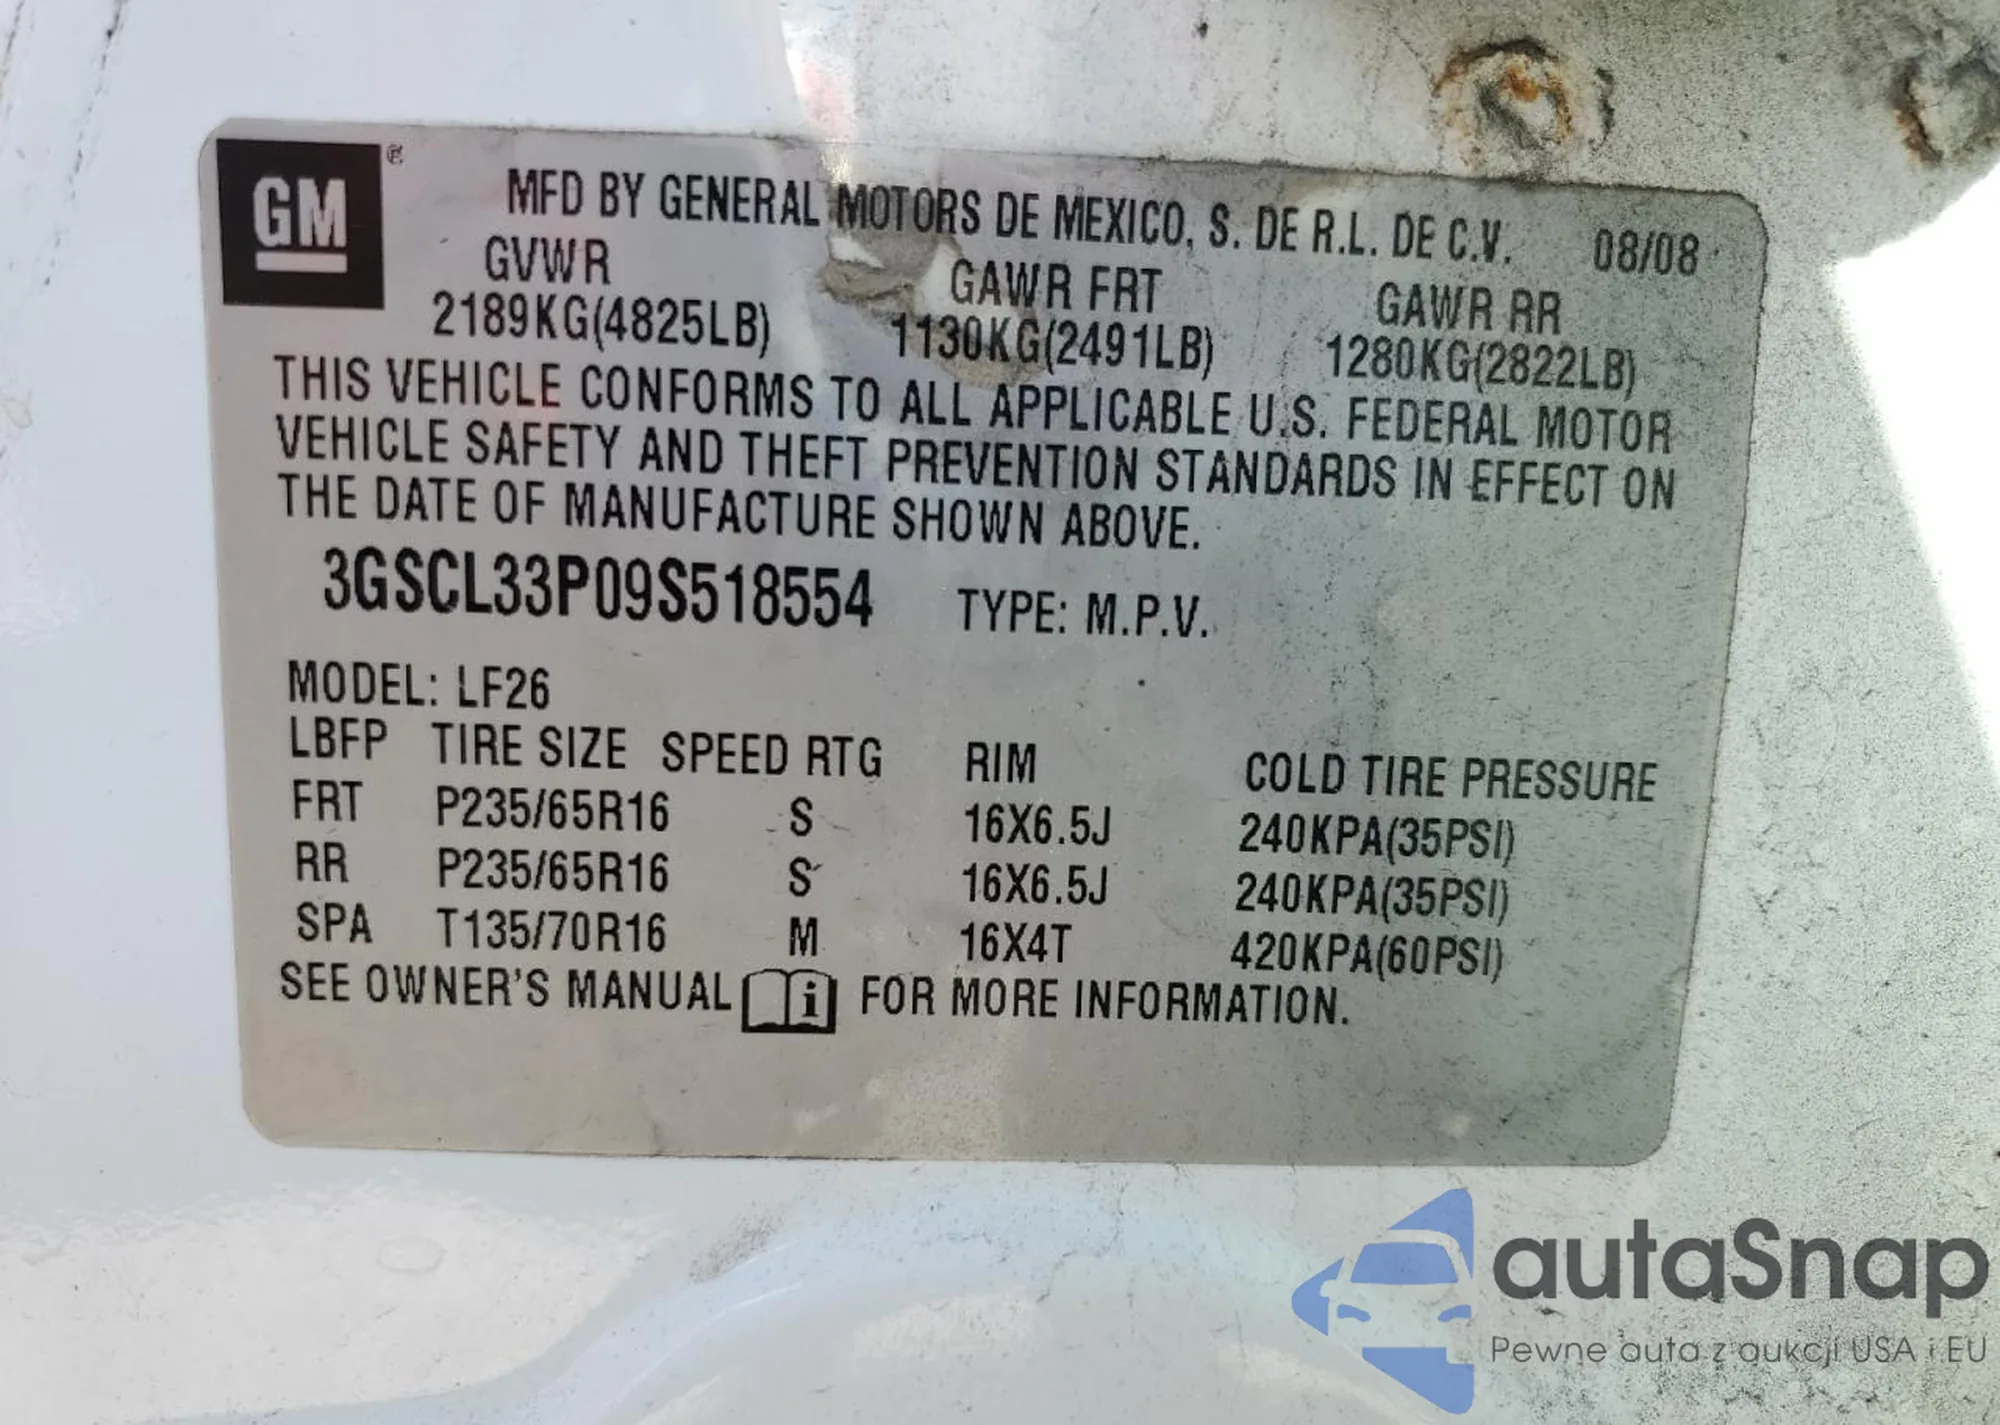 GM ®
MFD BY GENERAL MOTORS DE MEXICO, S. DE R.L. DE C.V. 08/08
GVWR GAWR FRT GAWR RR
2189KG(4825LB) 1130KG(2491LB) 1280KG(2822LB)
THIS VEHICLE CONFORMS TO ALL APPLICABLE U.S. FEDERAL MOTOR
VEHICLE SAFETY AND THEFT PREVENTION STANDARDS IN EFFECT ON
THE DATE OF MANUFACTURE SHOWN ABOVE.
3GSCL33P09S518554 TYPE: M.P.V.
MODEL: LF26
LBFP TIRE SIZE SPEED RTG RIM COLD TIRE PRESSURE
FRT P235/65R16 S 16X6.5J 240KPA(35PSI)
RR P235/65R16 S 16X6.5J 240KPA(35PSI)
SPA T135/70R16 M 16X4T 420KPA(60PSI)
SEE OWNER'S MANUAL i FOR MORE INFORMATION.
autaSnap
Pewne auta z aukcji USA i EU